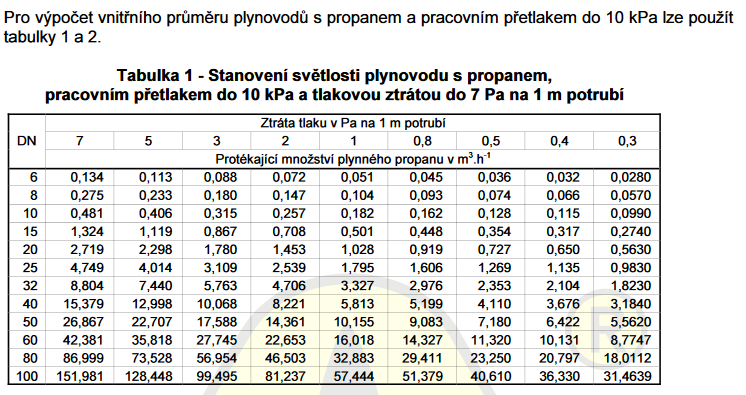 Pro výpočet vnitřního průměru plynovodů s propanem a pracovním přetlakem do 10 kPa lze použít
tabulky 1 a 2.
Tabulka 1 - Stanovení světlosti plynovodu s propanem,
pracovním přetlakem do 10 kPa a tlakovou ztrátou do 7 Pa na 1 m potrubí
DN Ztráta tlaku v Pa na 1 m potrubí
7 5 3 2 1 0,8 0,5 0,4 0,3
Protékající množství plynného propanu v m³.h⁻¹
6 0,134 0,113 0,088 0,072 0,051 0,045 0,036 0,032 0,0280
8 0,275 0,233 0,180 0,147 0,104 0,093 0,074 0,066 0,0570
10 0,481 0,406 0,315 0,257 0,182 0,162 0,128 0,115 0,0990
15 1,324 1,119 0,867 0,708 0,501 0,448 0,354 0,317 0,2740
20 2,719 2,298 1,780 1,453 1,028 0,919 0,727 0,650 0,5630
25 4,749 4,014 3,109 2,539 1,795 1,606 1,269 1,135 0,9830
32 8,804 7,440 5,763 4,706 3,327 2,976 2,353 2,104 1,8230
40 15,379 12,998 10,068 8,221 5,813 5,199 4,110 3,676 3,1840
50 26,867 22,707 17,588 14,361 10,155 9,083 7,180 6,422 5,5620
60 42,381 35,818 27,745 22,653 16,018 14,327 11,320 10,131 8,7747
80 86,999 73,528 56,954 46,503 32,883 29,411 23,250 20,797 18,0112
100 151,981 128,448 99,495 81,237 57,444 51,379 40,610 36,330 31,4639
®